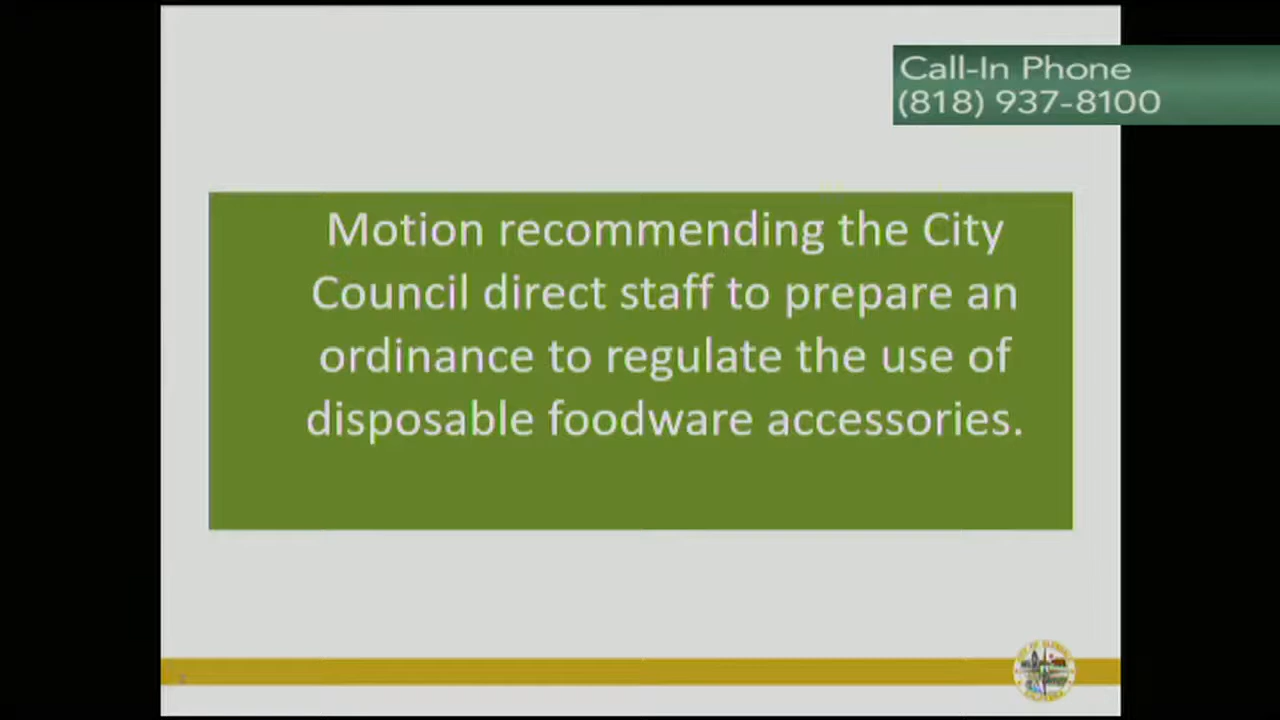 Call-In Phone
(818) 937-8100
Motion recommending the City
Council direct staff to prepare an
ordinance to regulate the use of
disposable foodware accessories.